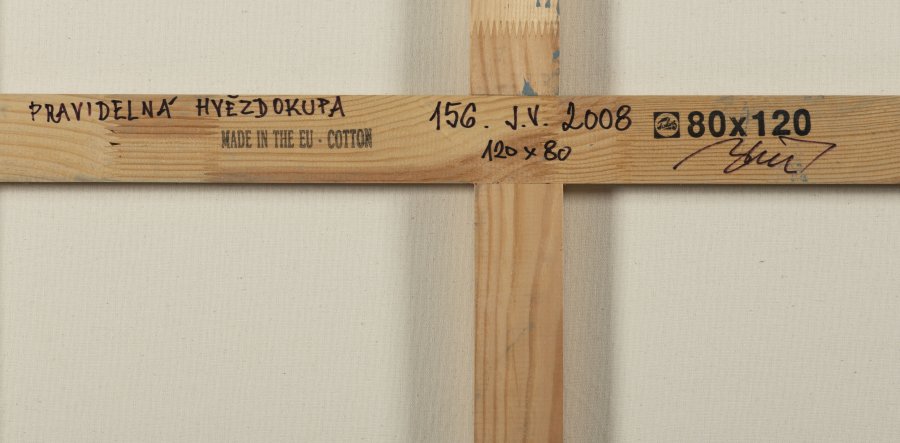 PRAVIDELNÁ HVĚZDOKUPA
MADE IN THE EU · COTTON
156. J.V. 2008
120 x 80
80x120